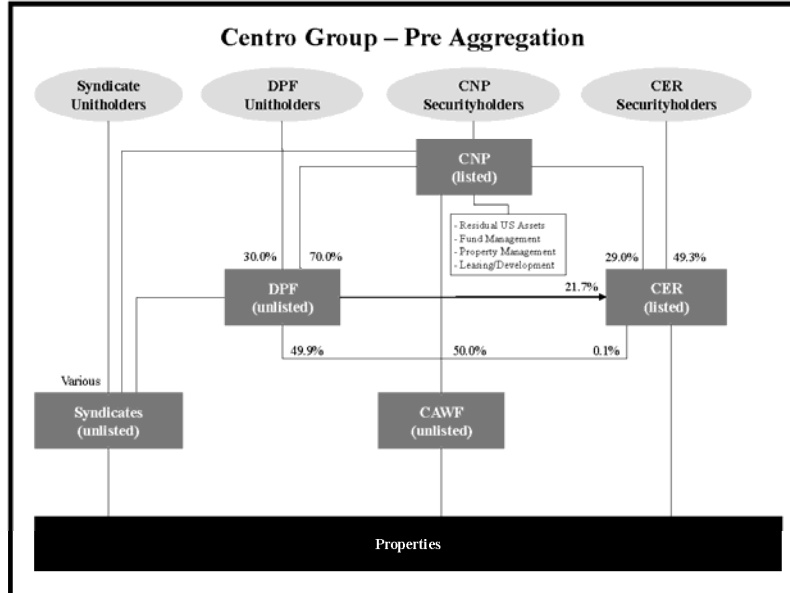 Centro Group – Pre Aggregation
Syndicate
Unitholders
DPF
Unitholders
CNP
Securityholders
CER
Securityholders
CNP
(listed)
- Residual US Assets
- Fund Management
- Property Management
- Leasing/Development
30.0%
70.0%
29.0%
49.3%
DPF
(unlisted)
21.7%
CER
(listed)
49.9%
50.0%
0.1%
Various
Syndicates
(unlisted)
CAWF
(unlisted)
Properties